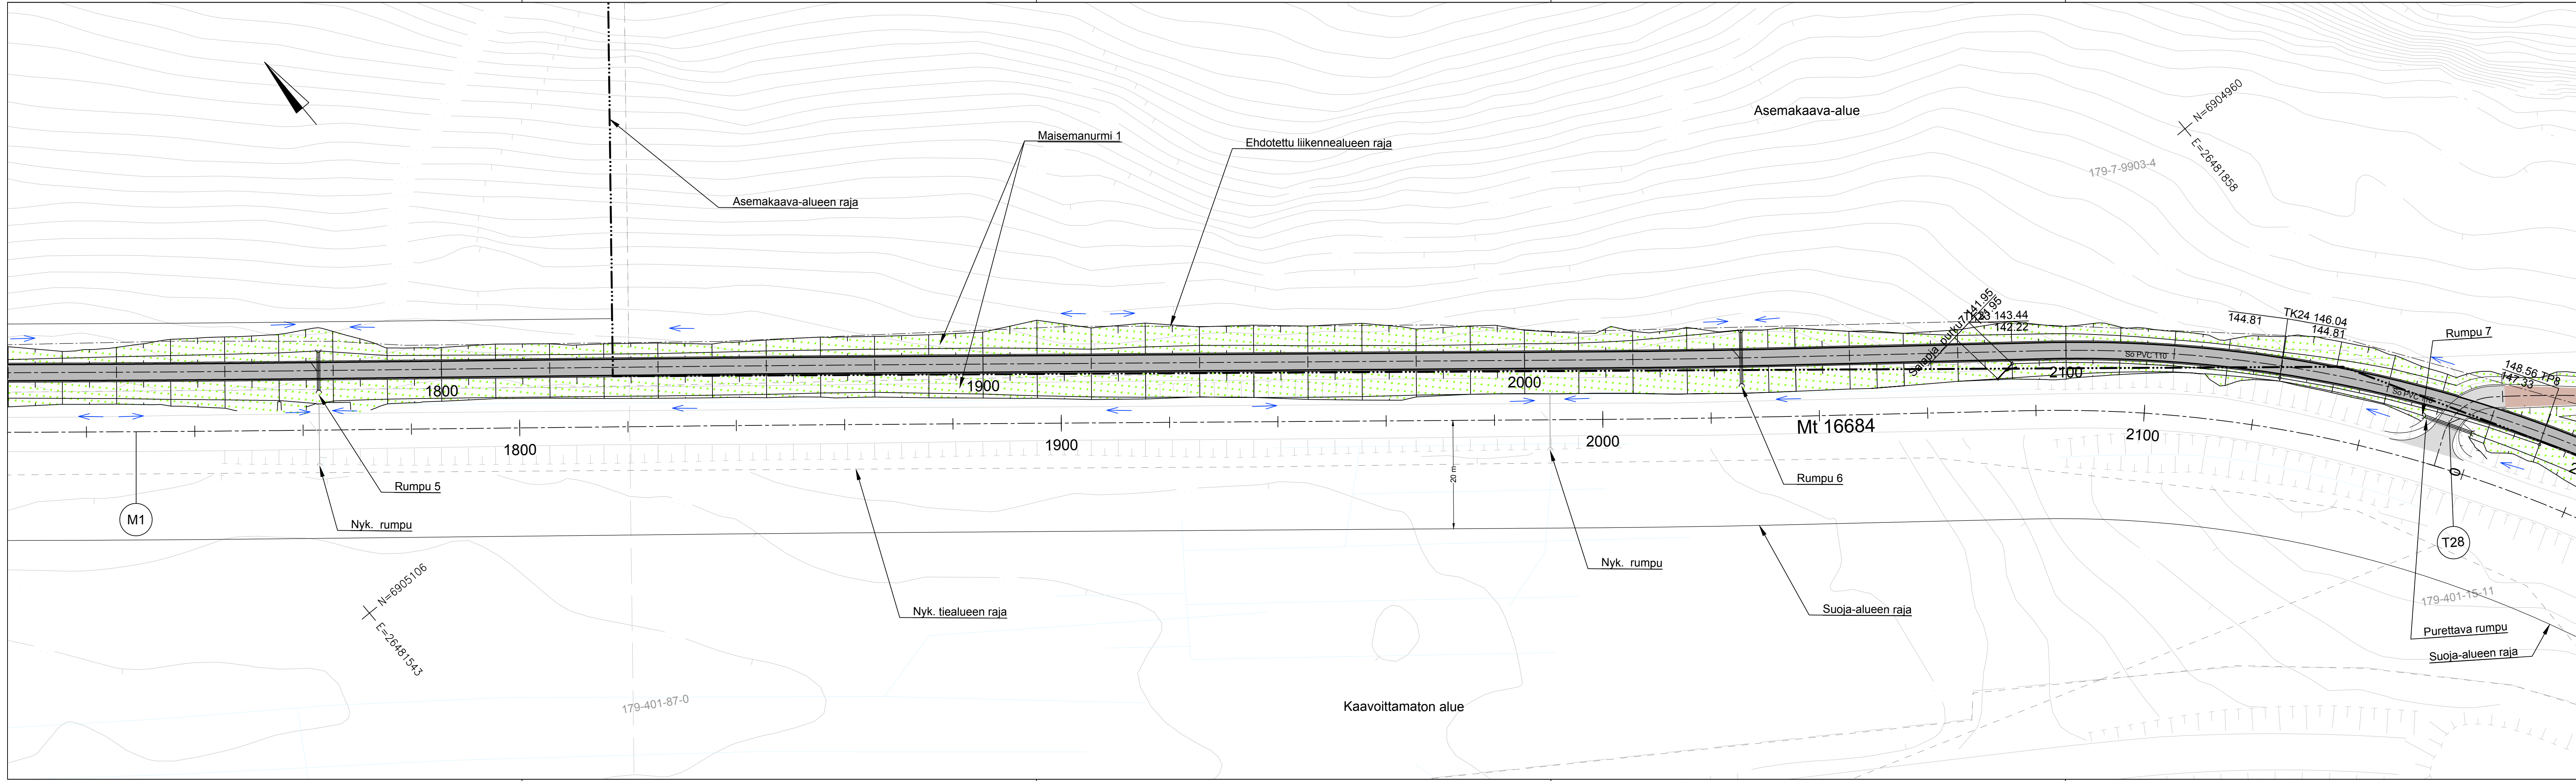 Asemakaava-alue
N=6904960
E=26481858
179-7-9903-4
Maisemanurmi 1
Ehdotettu liikennealueen raja
Asemakaava-alueen raja
141.95
143.44
142.22
144.81
TK24 146.04
144.81
Rumpu 7
148.56 TP8
147.33
So PVC 110
1800
1900
2000
2100
1800
1900
2000
2100
Mt 16684
0
20 m
M1
Rumpu 5
Nyk. rumpu
Rumpu 6
Nyk. rumpu
T28
N=6905106
E=26481543
Nyk. tiealueen raja
Suoja-alueen raja
179-401-15-11
Purettava rumpu
Suoja-alueen raja
179-401-87-0
Kaavoittamaton alue